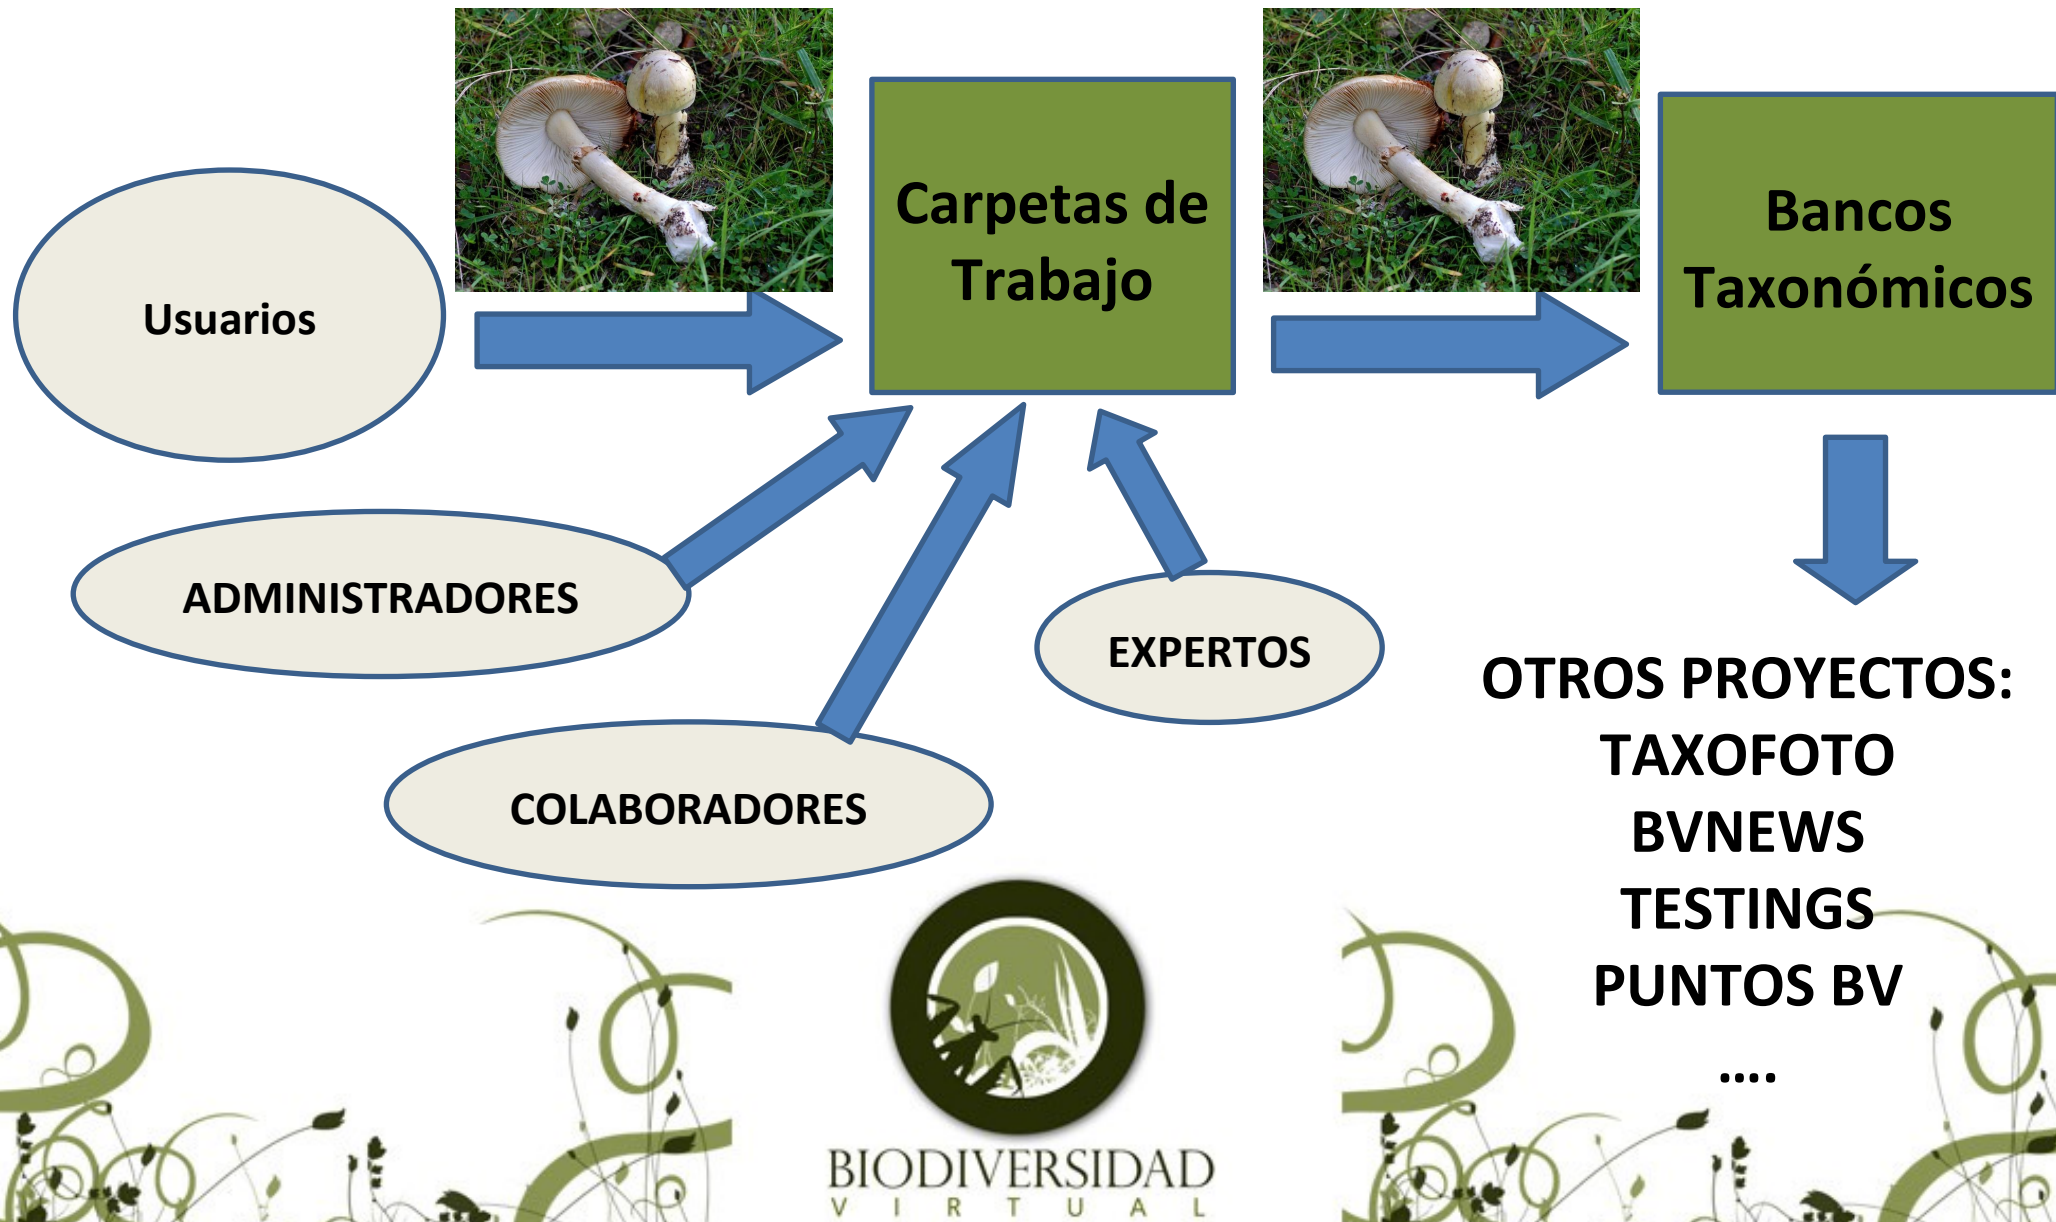 Usuarios
Carpetas de
Trabajo
Bancos
Taxonómicos
ADMINISTRADORES
COLABORADORES
EXPERTOS
OTROS PROYECTOS:
TAXOFOTO
BVNEWS
TESTINGS
PUNTOS BV
....
BIODIVERSIDAD
VIRTUAL